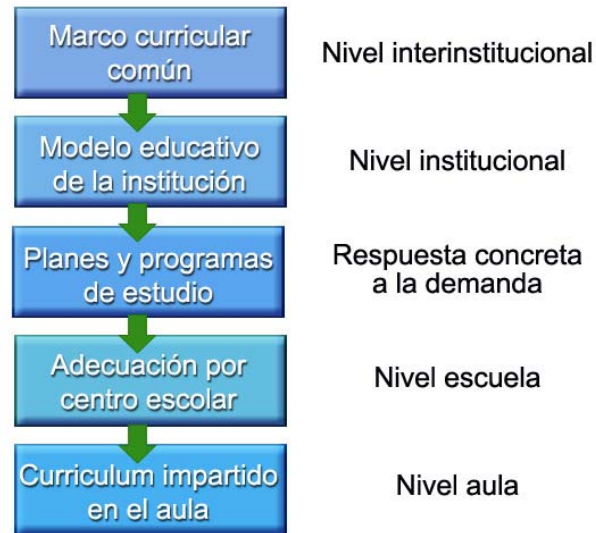 Marco curricular
común
Nivel interinstitucional
Modelo educativo
de la institución
Nivel institucional
Planes y programas
de estudio
Respuesta concreta
a la demanda
Adecuación por
centro escolar
Nivel escuela
Curriculum impartido
en el aula
Nivel aula